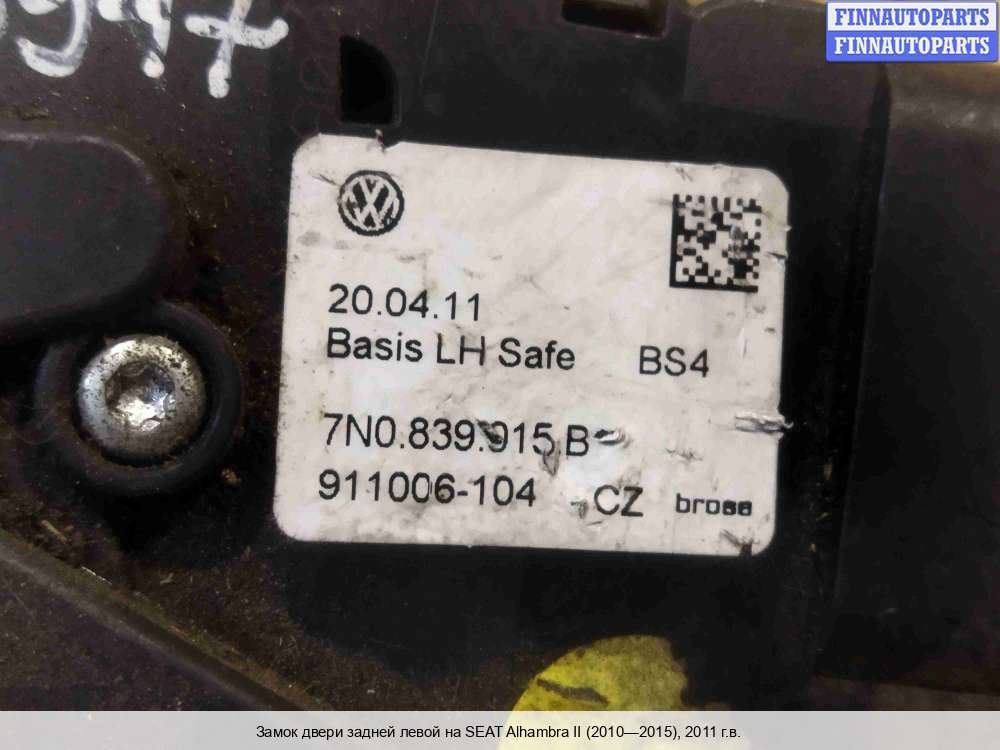 FINNAUTOPARTS
FINNAUTOPARTS
20.04.11
Basis LH Safe BS4
7N0.839.915.B
911006-104 CZ brose
Замок двери задней левой на SEAT Alhambra II (2010—2015), 2011 г.в.